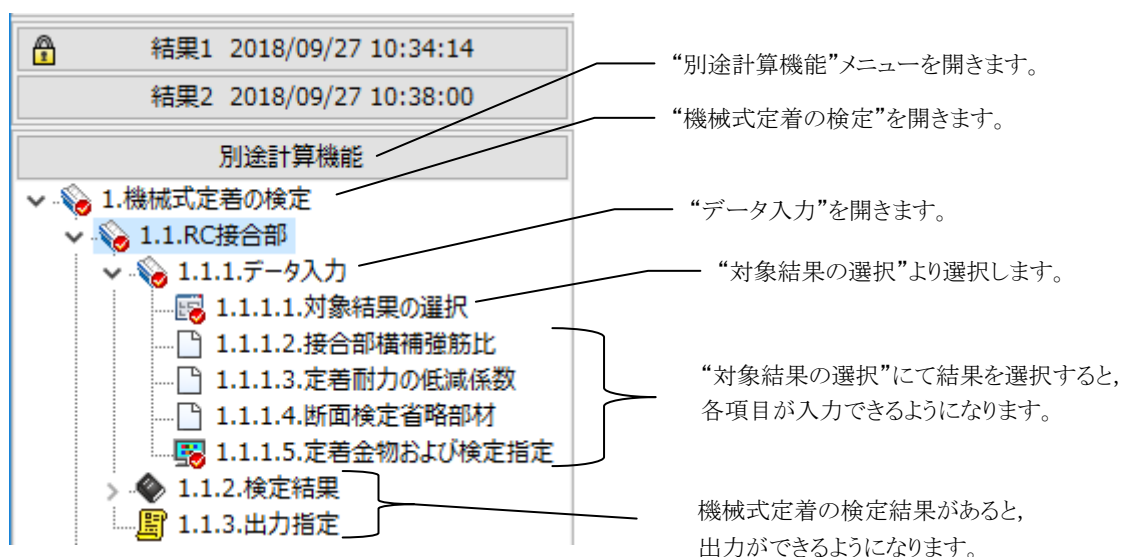 結果1 2018/09/27 10:34:14
結果2 2018/09/27 10:38:00
別途計算機能
1.機械式定着の検定
1.1.RC接合部
1.1.1.データ入力
1.1.1.1.対象結果の選択
1.1.1.2.接合部横補強筋比
1.1.1.3.定着耐力の低減係数
1.1.1.4.断面検定省略部材
1.1.1.5.定着金物および検定指定
1.1.2.検定結果
1.1.3.出力指定
“別途計算機能”メニューを開きます。
“機械式定着の検定”を開きます。
“データ入力”を開きます。
“対象結果の選択”より選択します。
“対象結果の選択”にて結果を選択すると,
各項目が入力できるようになります。
機械式定着の検定結果があると,
出力ができるようになります。